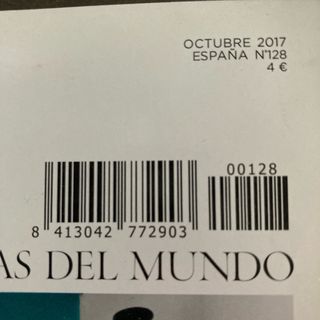 OCTUBRE 2017
ESPAÑA Nº128
4 €
00128
8 413042 772903
AS DEL MUNDO